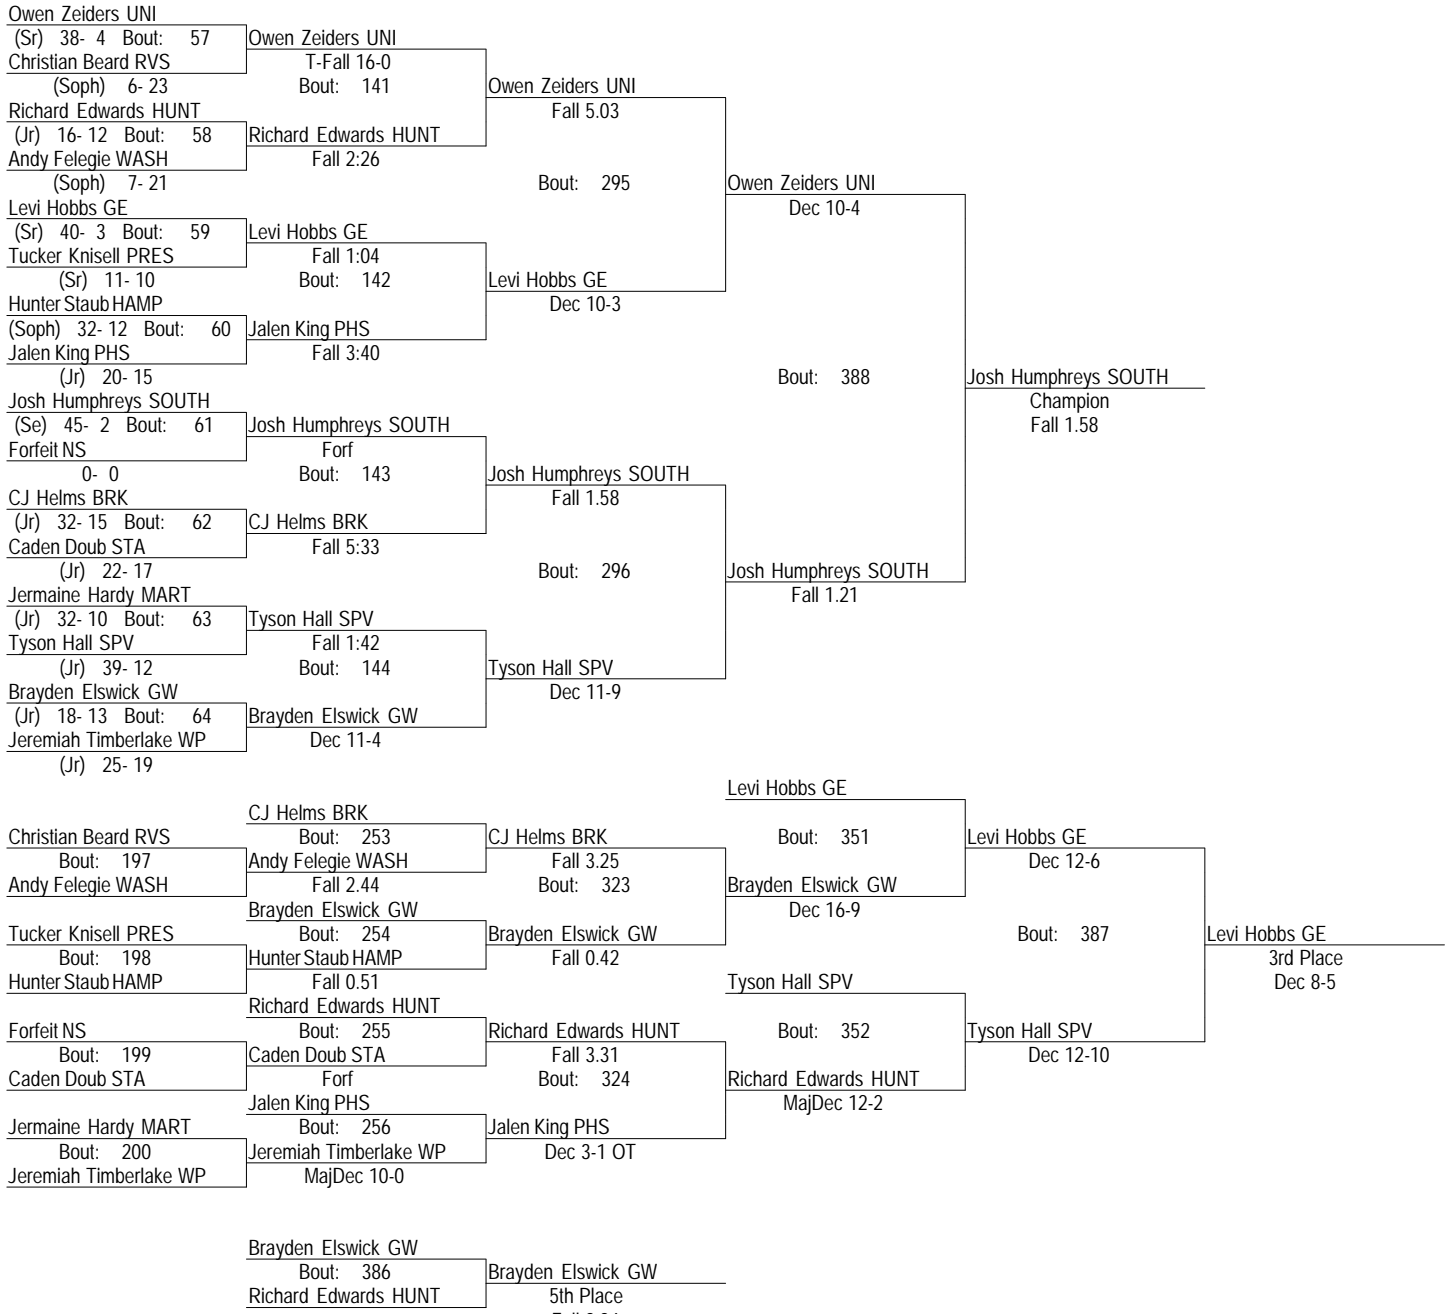 Owen Zeiders UNI
(Sr) 38- 4 Bout: 57 Owen Zeiders UNI
Christian Beard RVS T-Fall 16-0
(Soph) 6- 23 Bout: 141 Owen Zeiders UNI
Richard Edwards HUNT Fall 5.03
(Jr) 16- 12 Bout: 58 Richard Edwards HUNT
Andy Felegie WASH Fall 2:26
(Soph) 7- 21 Bout: 295 Owen Zeiders UNI
Levi Hobbs GE Dec 10-4
(Sr) 40- 3 Bout: 59 Levi Hobbs GE
Tucker Knisell PRES Fall 1:04
(Sr) 11- 10 Bout: 142 Levi Hobbs GE
Hunter Staub HAMP Dec 10-3
(Soph) 32- 12 Bout: 60 Jalen King PHS
Jalen King PHS Fall 3:40
(Jr) 20- 15 Bout: 388 Josh Humphreys SOUTH
Josh Humphreys SOUTH Champion
(Se) 45- 2 Bout: 61 Josh Humphreys SOUTH Fall 1.58
Forfeit NS Forf
0- 0 Bout: 143 Josh Humphreys SOUTH
CJ Helms BRK Fall 1.58
(Jr) 32- 15 Bout: 62 CJ Helms BRK
Caden Doub STA Fall 5:33
(Jr) 22- 17 Bout: 296 Josh Humphreys SOUTH
Jermaine Hardy MART Fall 1.21
(Jr) 32- 10 Bout: 63 Tyson Hall SPV
Tyson Hall SPV Fall 1:42
(Jr) 39- 12 Bout: 144 Tyson Hall SPV
Brayden Elswick GW Dec 11-9
(Jr) 18- 13 Bout: 64 Brayden Elswick GW
Jeremiah Timberlake WP Dec 11-4
(Jr) 25- 19
Levi Hobbs GE
CJ Helms BRK
Christian Beard RVS Bout: 253 CJ Helms BRK Bout: 351 Levi Hobbs GE
Bout: 197 Andy Felegie WASH Fall 3.25 Dec 12-6
Andy Felegie WASH Fall 2.44 Bout: 323 Brayden Elswick GW
Brayden Elswick GW Dec 16-9
Tucker Knisell PRES Bout: 254 Brayden Elswick GW Bout: 387 Levi Hobbs GE
Bout: 198 Hunter Staub HAMP Fall 0.42 3rd Place
Hunter Staub HAMP Fall 0.51 Tyson Hall SPV Dec 8-5
Richard Edwards HUNT
Forfeit NS Bout: 255 Richard Edwards HUNT Bout: 352 Tyson Hall SPV
Bout: 199 Caden Doub STA Fall 3.31 Dec 12-10
Caden Doub STA Forf Bout: 324 Richard Edwards HUNT
Jalen King PHS MajDec 12-2
Jermaine Hardy MART Bout: 256 Jalen King PHS
Bout: 200 Jeremiah Timberlake WP Dec 3-1 OT
Jeremiah Timberlake WP MajDec 10-0
Brayden Elswick GW
Bout: 386 Brayden Elswick GW
Richard Edwards HUNT 5th Place